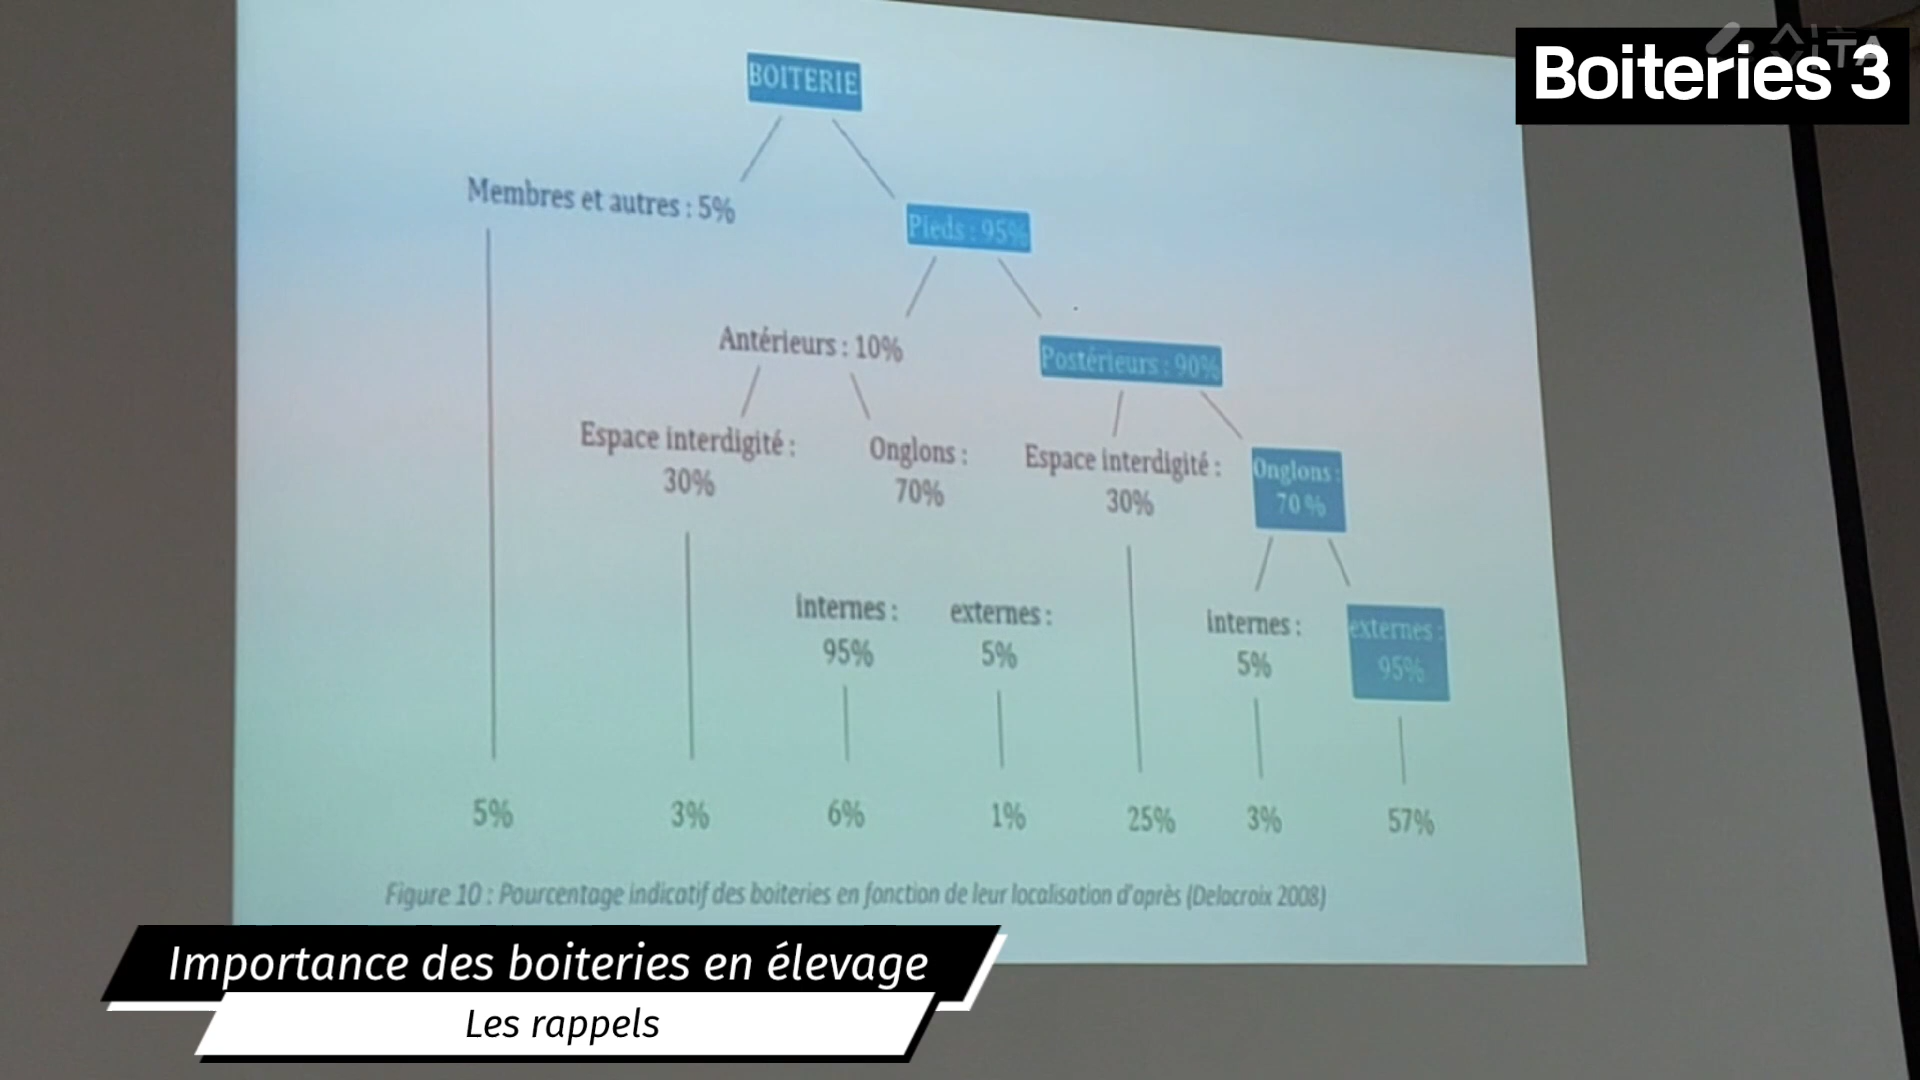 Boiteries 3
BOITERIE
Membres et autres : 5%
Pieds : 95%
Antérieurs : 10%
Postérieurs : 90%
Espace interdigité :
30%
Onglons :
70%
Espace interdigité :
30%
Onglons :
70 %
internes :
95%
externes :
5%
internes :
5%
externes :
95%
5%
3%
6%
1%
25%
3%
57%
Figure 10 : Pourcentage indicatif des boiteries en fonction de leur localisation d'après (Delacroix 2008)
Importance des boiteries en élevage
Les rappels